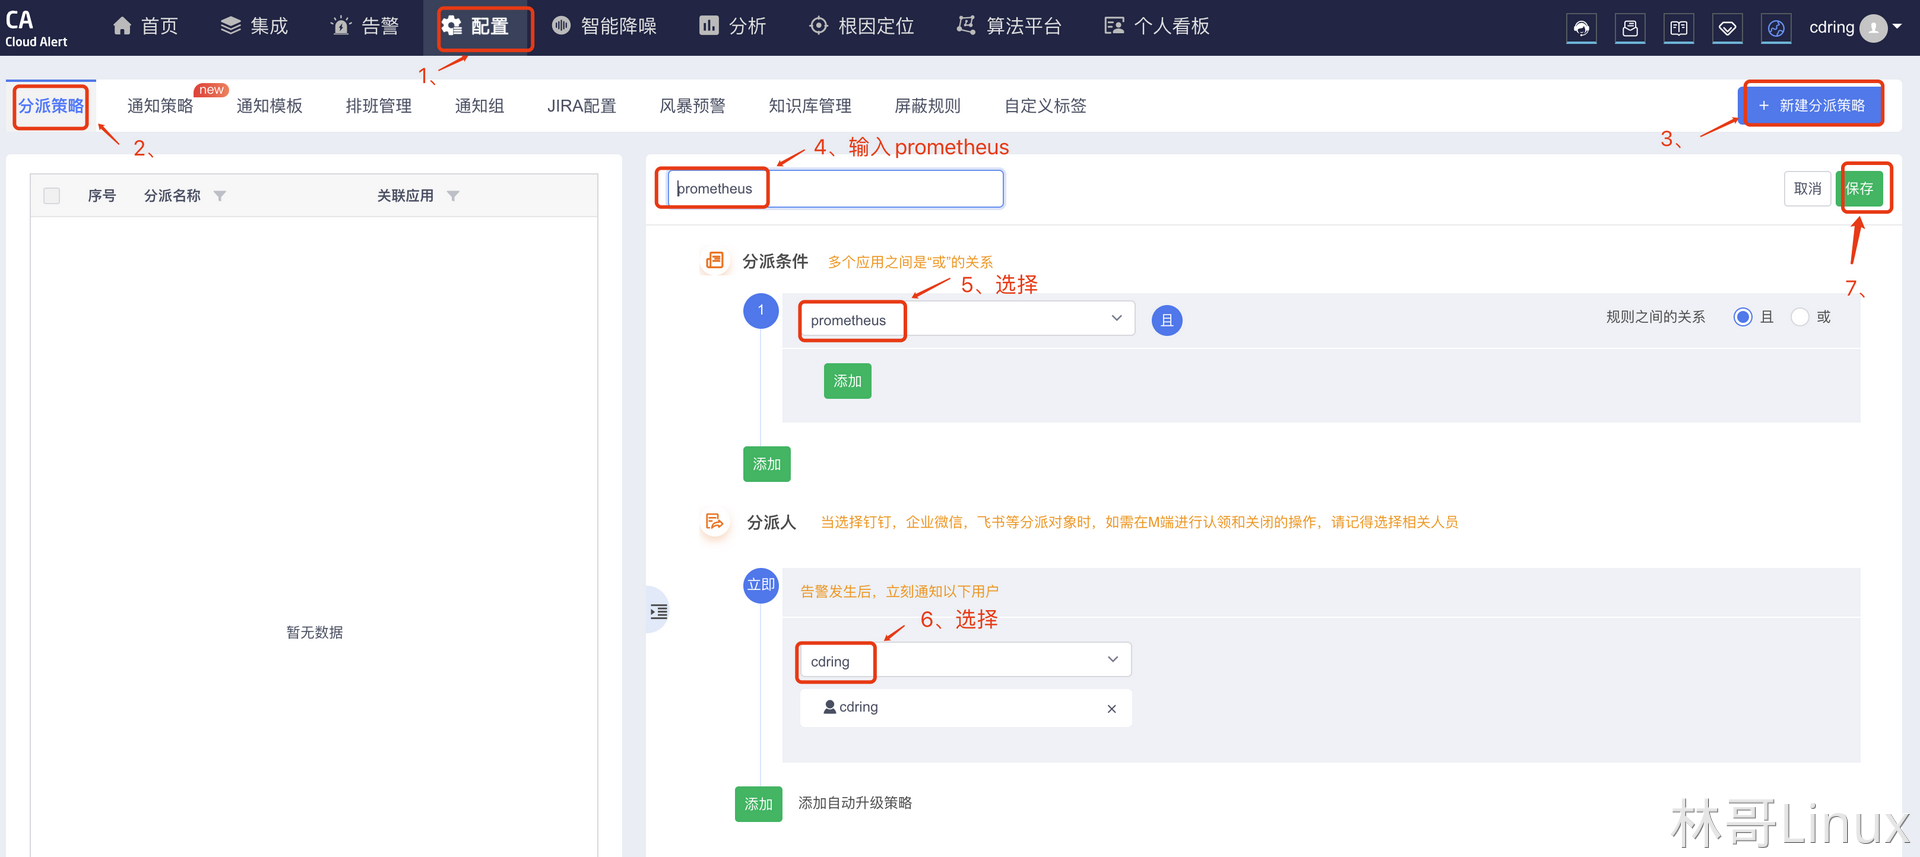 CA
Cloud Alert
首页
集成
告警
配置
智能降噪
分析
根因定位
算法平台
个人看板
cdring
1、
分派策略
通知策略
new
通知模板
排班管理
通知组
JIRA配置
风暴预警
知识库管理
屏蔽规则
自定义标签
+ 新建分派策略
2、
3、
4、输入 prometheus
序号
分派名称
关联应用
prometheus
取消
保存
7、
分派条件
多个应用之间是“或”的关系
5、选择
1
prometheus
且
规则之间的关系
且
或
添加
添加
分派人
当选择钉钉，企业微信，飞书等分派对象时，如需在M端进行认领和关闭的操作，请记得选择相关人员
立即
告警发生后，立刻通知以下用户
6、选择
暂无数据
cdring
cdring
×
添加
添加自动升级策略
林哥Linux